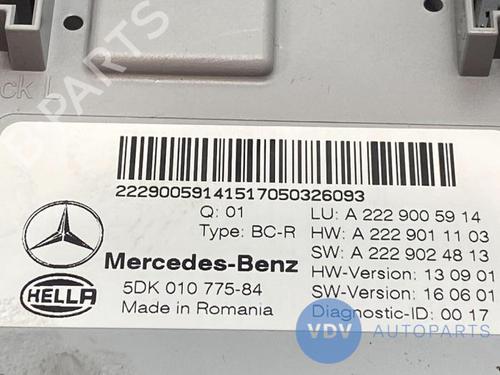 ck I
B-PARTS
22290059141517050326093
Q: 01
LU: A 222 900 59 14
Type: BC-R
HW: A 222 901 11 03
Mercedes-Benz
SW: A 222 902 48 13
HELLA
5DK 010 775-84
HW-Version: 13 09 01
Made in Romania
SW-Version: 16 06 01
Diagnostic-ID: 00 17
VDV AUTOPARTS